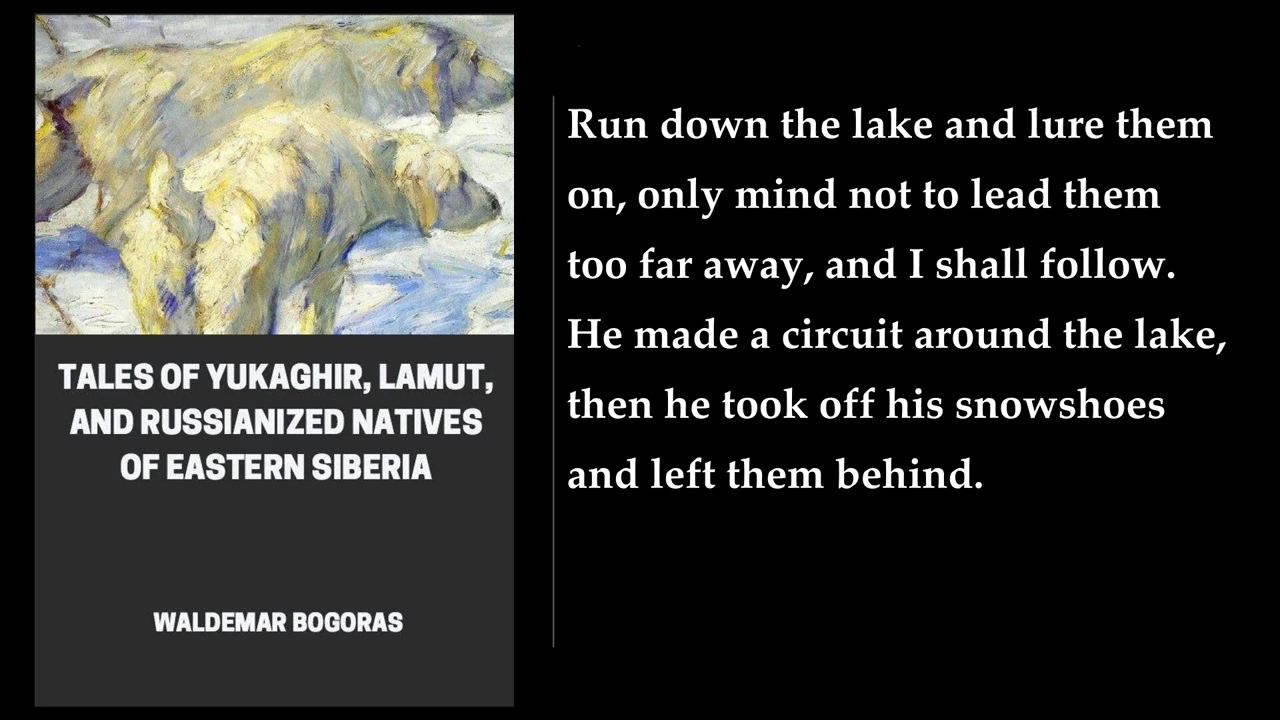 TALES OF YUKAGHIR, LAMUT,
AND RUSSIANIZED NATIVES
OF EASTERN SIBERIA
WALDEMAR BOGORAS
Run down the lake and lure them
on, only mind not to lead them
too far away, and I shall follow.
He made a circuit around the lake,
then he took off his snowshoes
and left them behind.